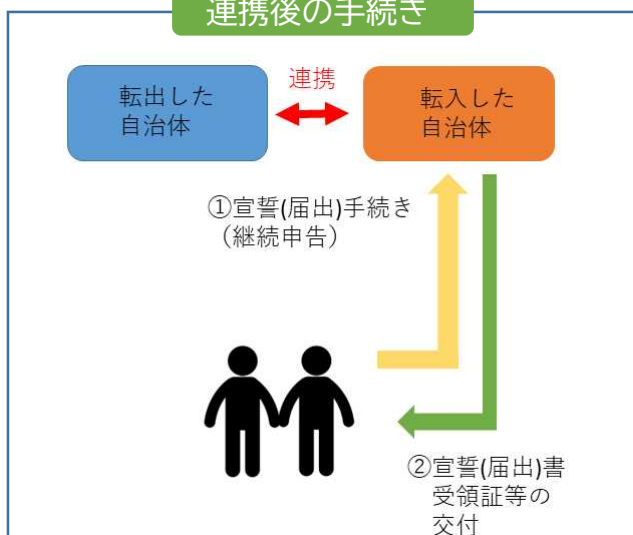 連携後の手続き
転出した
自治体
連携
転入した
自治体
①宣誓(届出)手続き
（継続申告）
②宣誓(届出)書
受領証等の
交付